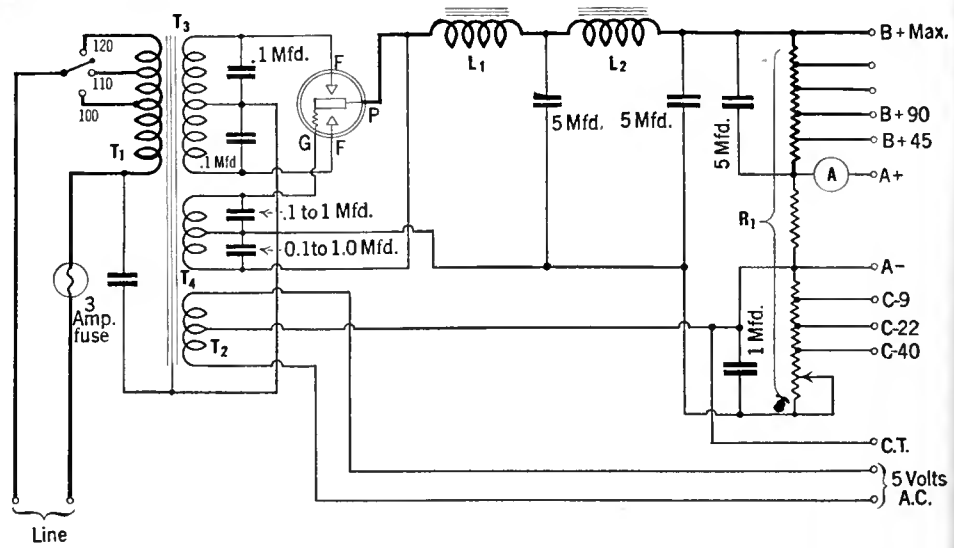 120
110
100
T1
T3
.1 Mfd.
.1 Mfd
F
P
G
F
L1
L2
5 Mfd.
5 Mfd.
5 Mfd.
B+ Max.
B+ 90
B+ 45
A
A+
R1
.1 to 1 Mfd.
0.1 to 1.0 Mfd.
T4
T2
3
Amp.
fuse
1 Mfd.
A-
C-9
C-22
C-40
C.T.
5 Volts
A.C.
Line